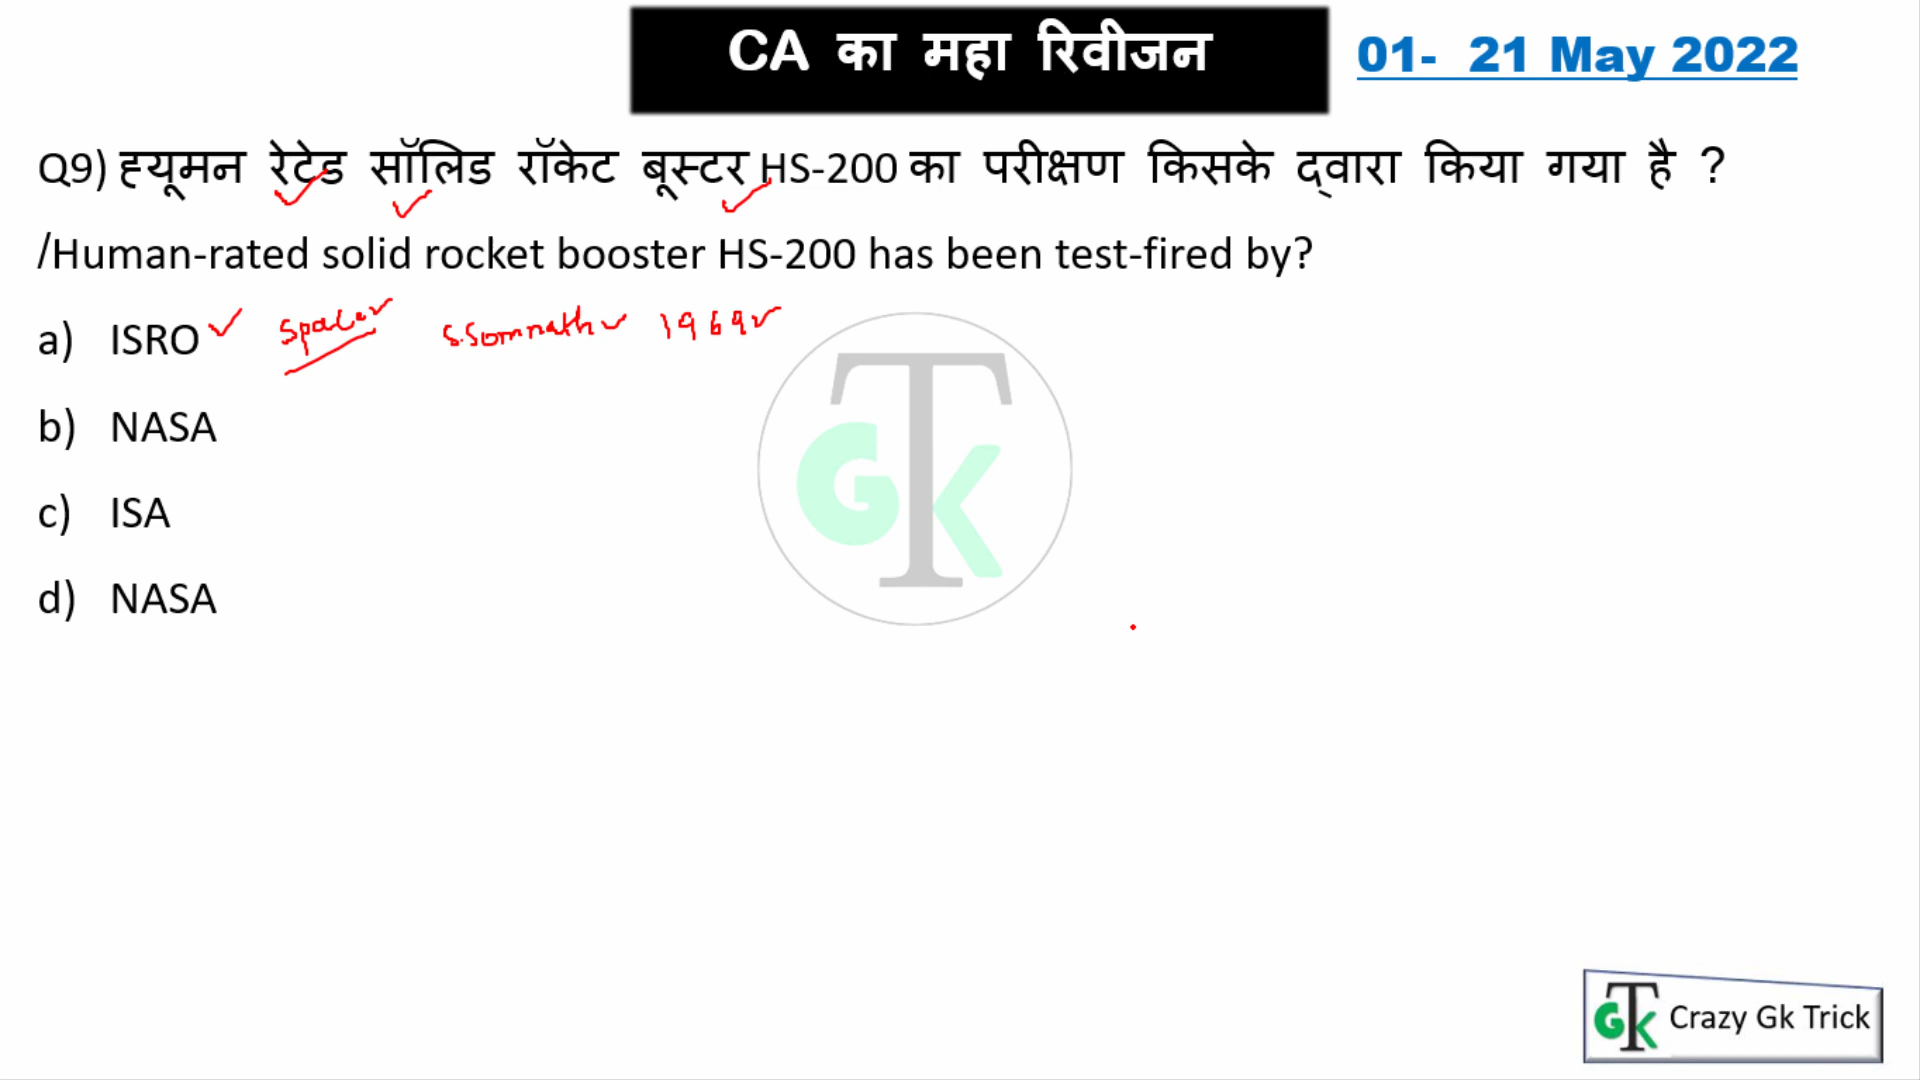 CA का महा रिवीजन
01- 21 May 2022
Q9) ह्यूमन रेटेड सॉलिड रॉकेट बूस्टर HS-200 का परीक्षण किसके द्वारा किया गया है ?
/Human-rated solid rocket booster HS-200 has been test-fired by?
a) ISRO Space S.Somnath 1969
b) NASA
c) ISA
d) NASA
GTK
GTK Crazy Gk Trick